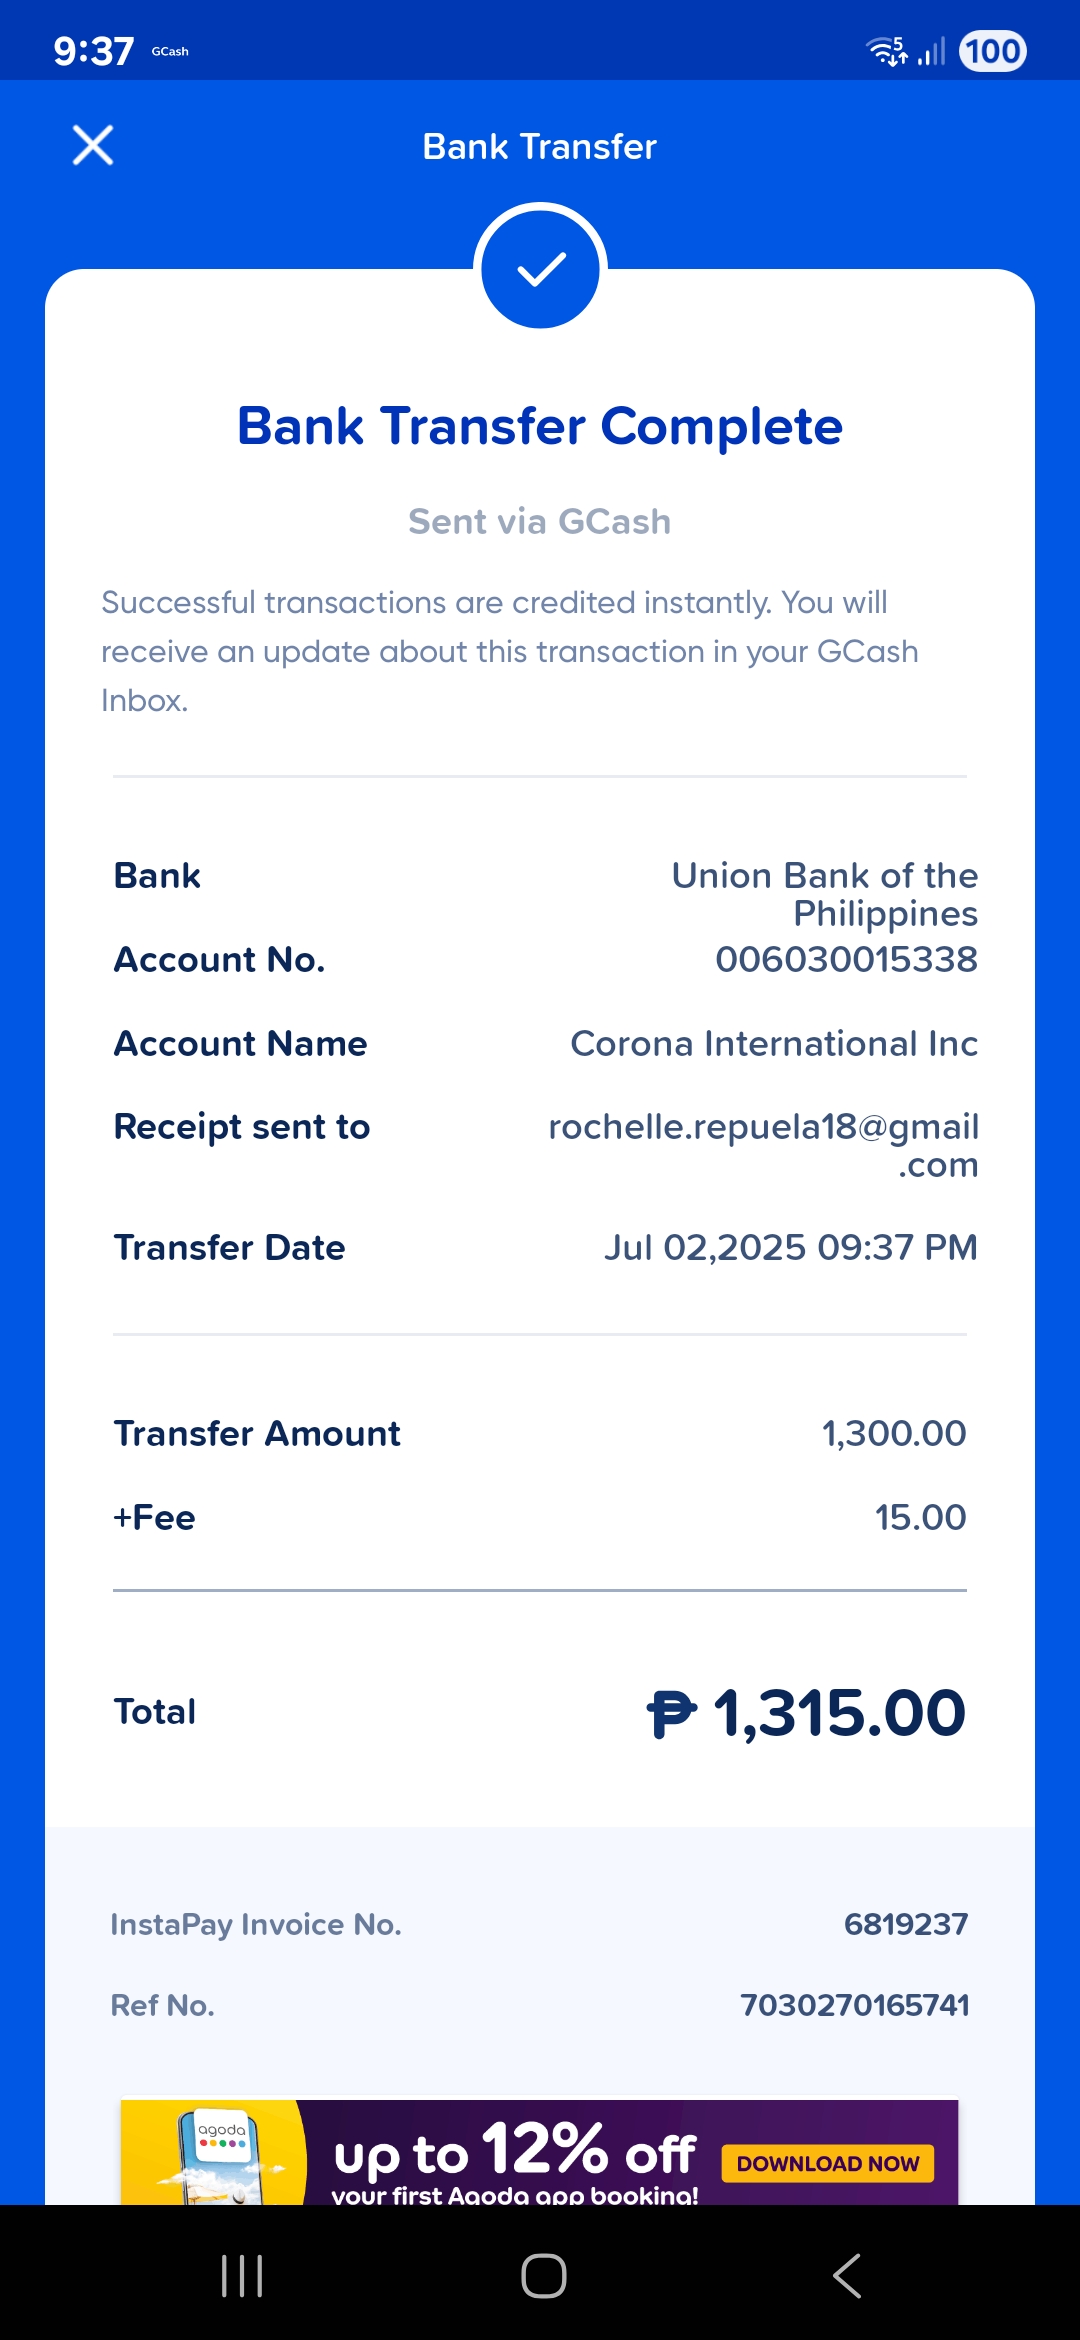 9:37 GCash 5 100
Bank Transfer
Bank Transfer Complete
Sent via GCash
Successful transactions are credited instantly. You will
receive an update about this transaction in your GCash
Inbox.
Bank Union Bank of the
Philippines
Account No. 006030015338
Account Name Corona International Inc
Receipt sent to rochelle.repuela18@gmail
.com
Transfer Date Jul 02,2025 09:37 PM
Transfer Amount 1,300.00
+Fee 15.00
Total ₱ 1,315.00
InstaPay Invoice No. 6819237
Ref No. 7030270165741
agoda
up to 12% off
your first Agoda app booking!
DOWNLOAD NOW